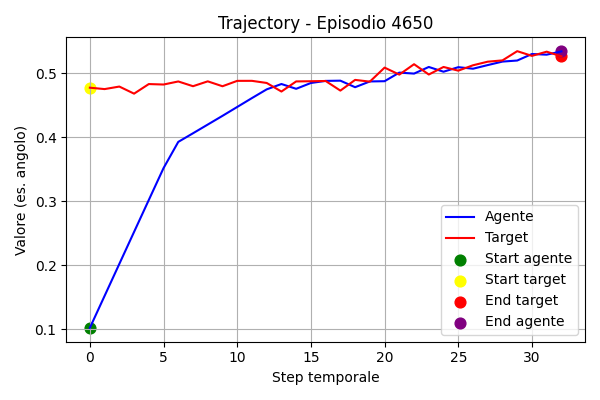 Trajectory - Episodio 4650
Valore (es. angolo)
0.5
0.4
0.3
0.2
0.1
0 5 10 15 20 25 30
Step temporale
Agente
Target
Start agente
Start target
End target
End agente